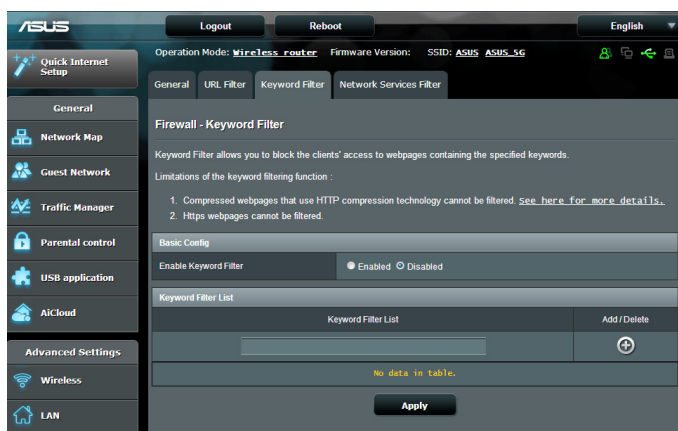 ASUS
Logout
Reboot
English
Quick Internet
Setup
Operation Mode: Wireless router Firmware Version: SSID: ASUS ASUS_5G
General URL Filter Keyword Filter Network Services Filter
General
Network Map
Guest Network
Traffic Manager
Parental control
USB application
AiCloud
Advanced Settings
Wireless
LAN
Firewall - Keyword Filter
Keyword Filter allows you to block the clients' access to webpages containing the specified keywords.
Limitations of the keyword filtering function :
1. Compressed webpages that use HTTP compression technology cannot be filtered. See here for more details.
2. Https webpages cannot be filtered.
Basic Config
Enable Keyword Filter Enabled Disabled
Keyword Filter List
Keyword Filter List Add / Delete
No data in table.
Apply